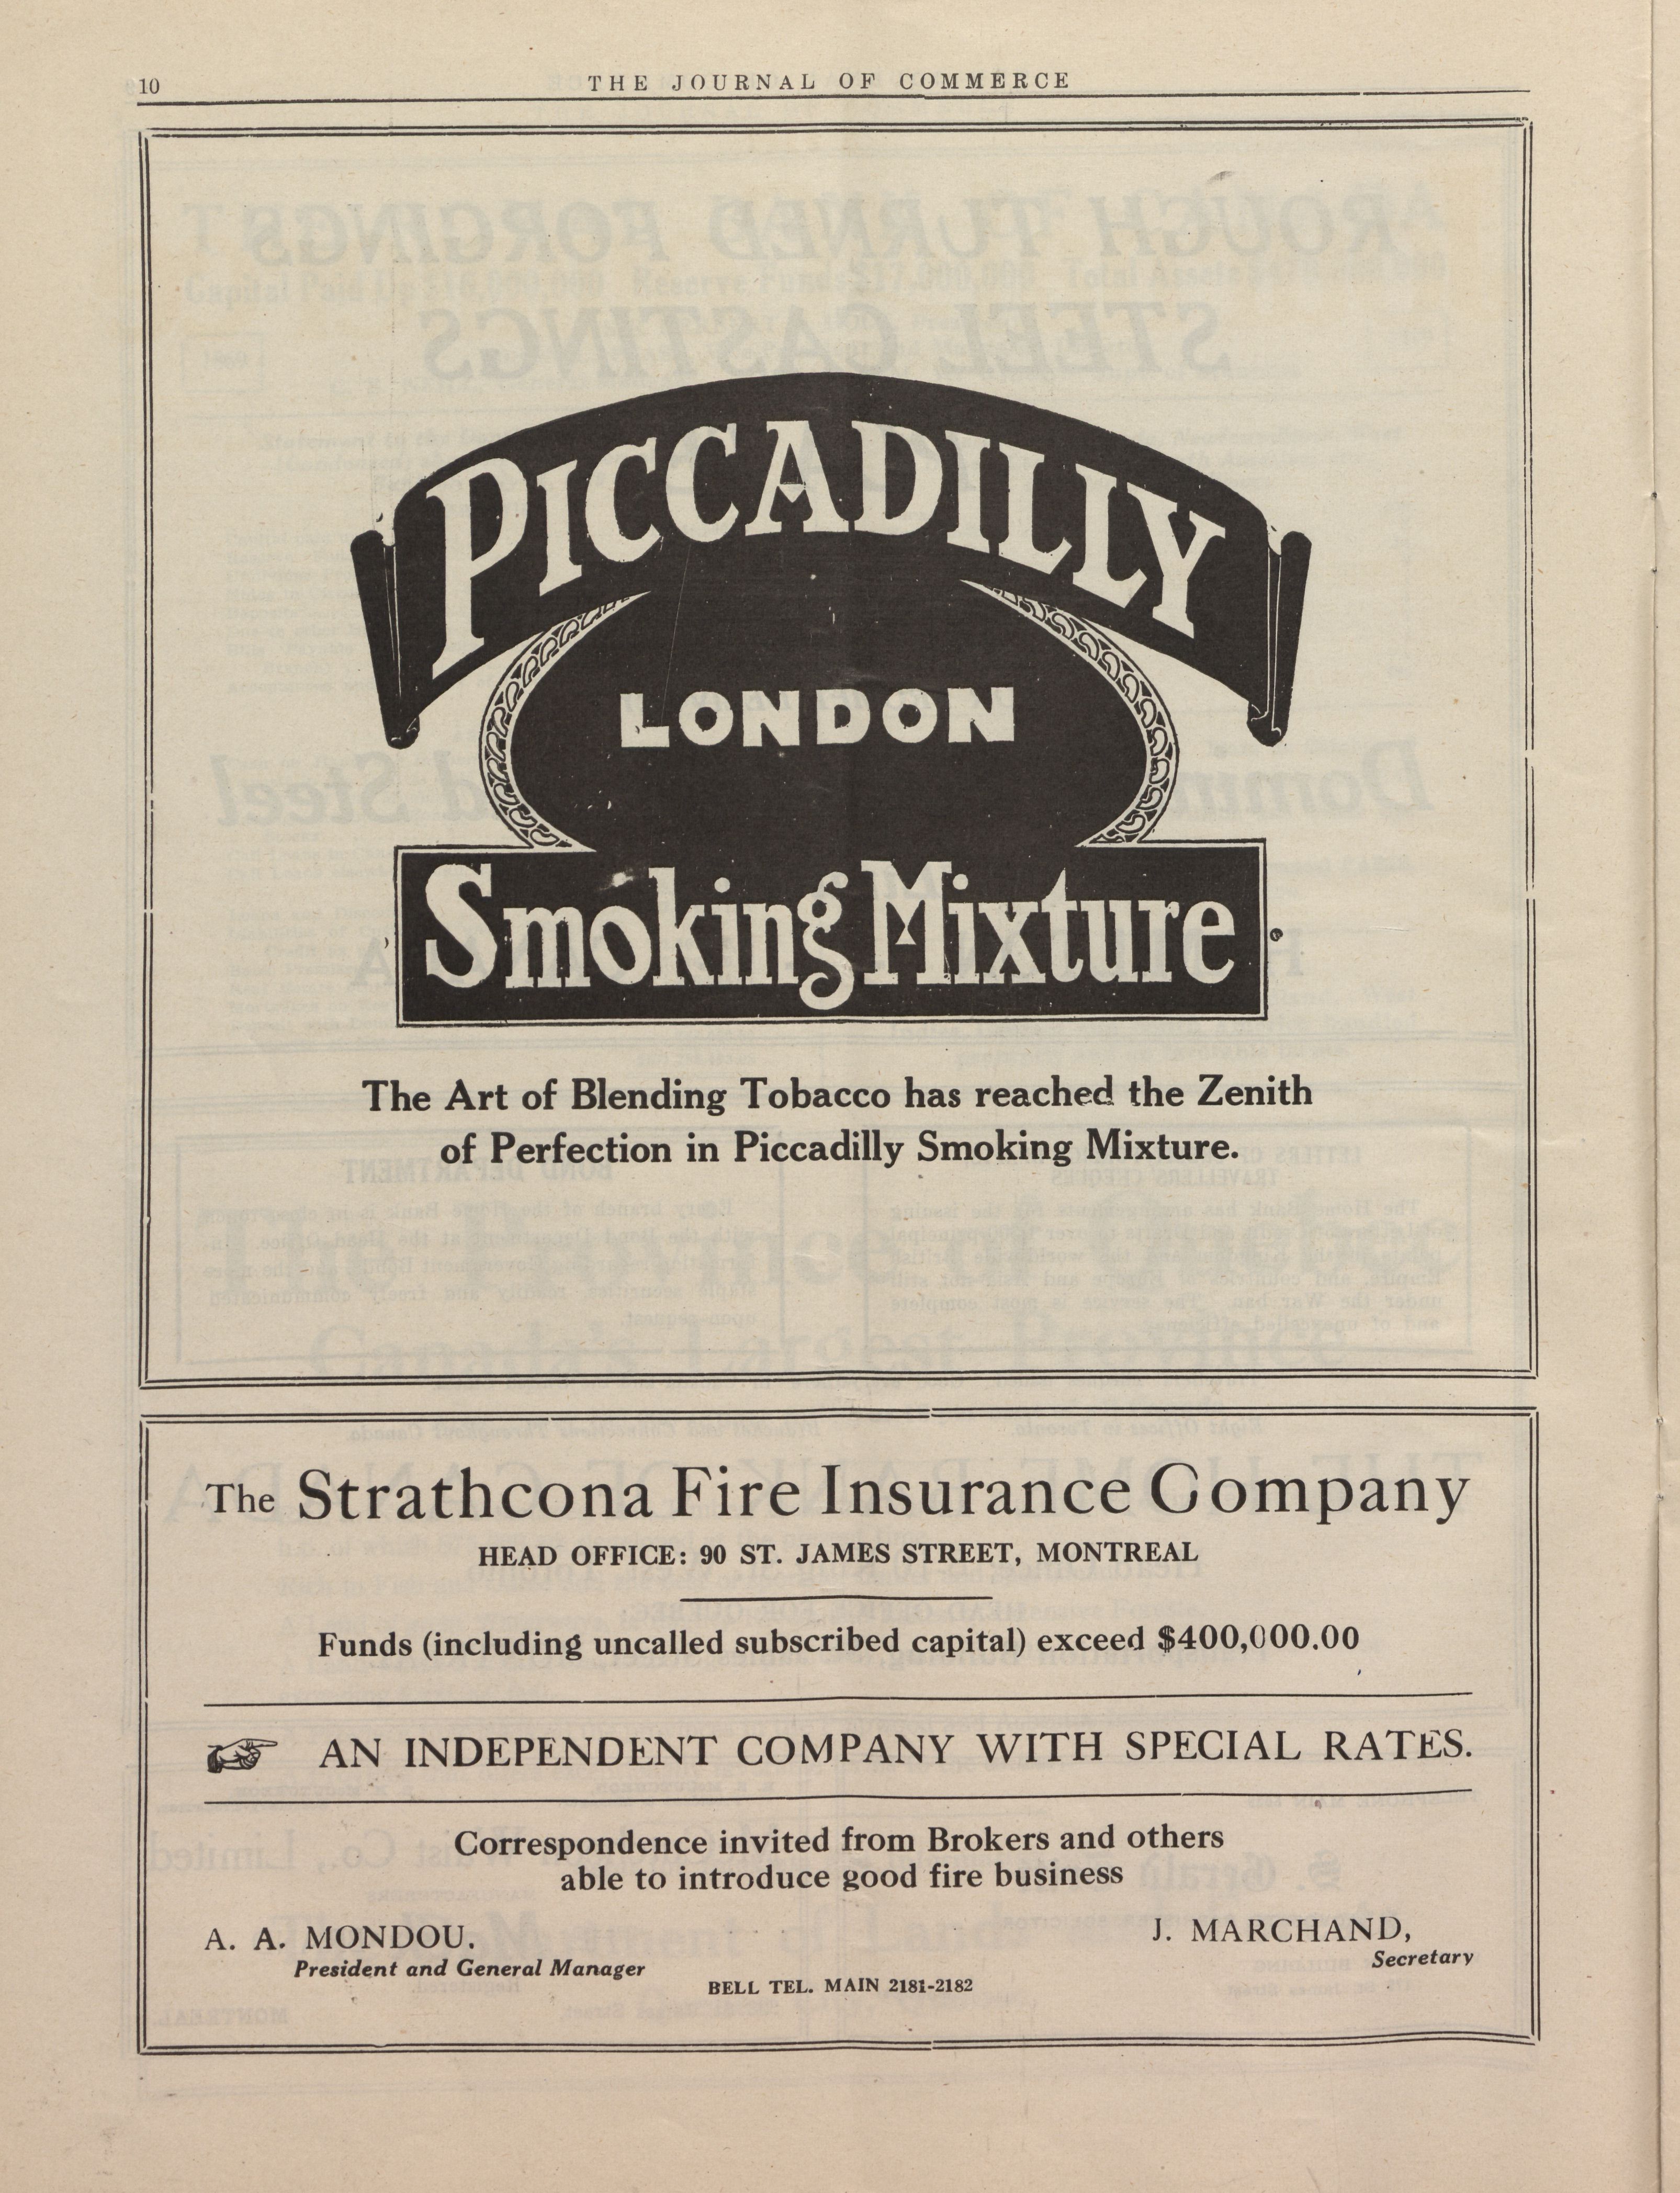 10
THE JOURNAL OF COMMERCE
PICCADILLY
LONDON
Smoking Mixture
The Art of Blending Tobacco has reached the Zenith
of Perfection in Piccadilly Smoking Mixture.
The Strathcona Fire Insurance Company
HEAD OFFICE: 90 ST. JAMES STREET, MONTREAL
Funds (including uncalled subscribed capital) exceed $400,000.00
☞ AN INDEPENDENT COMPANY WITH SPECIAL RATES.
Correspondence invited from Brokers and others
able to introduce good fire business
A. A. MONDOU, J. MARCHAND,
President and General Manager Secretary
BELL TEL. MAIN 2181-2182